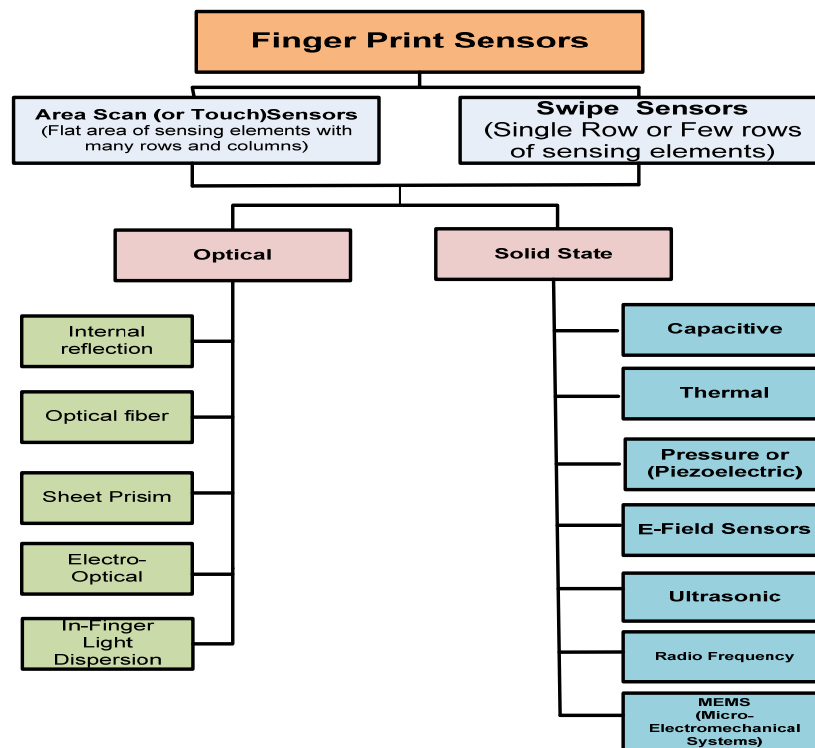 Finger Print Sensors
Area Scan (or Touch)Sensors
(Flat area of sensing elements with
many rows and columns)
Swipe Sensors
(Single Row or Few rows
of sensing elements)
Optical
Solid State
Internal
reflection
Optical fiber
Sheet Prisim
Electro-
Optical
In-Finger
Light
Dispersion
Capacitive
Thermal
Pressure or
(Piezoelectric)
E-Field Sensors
Ultrasonic
Radio Frequency
MEMS
(Micro-
Electromechanical
Systems)